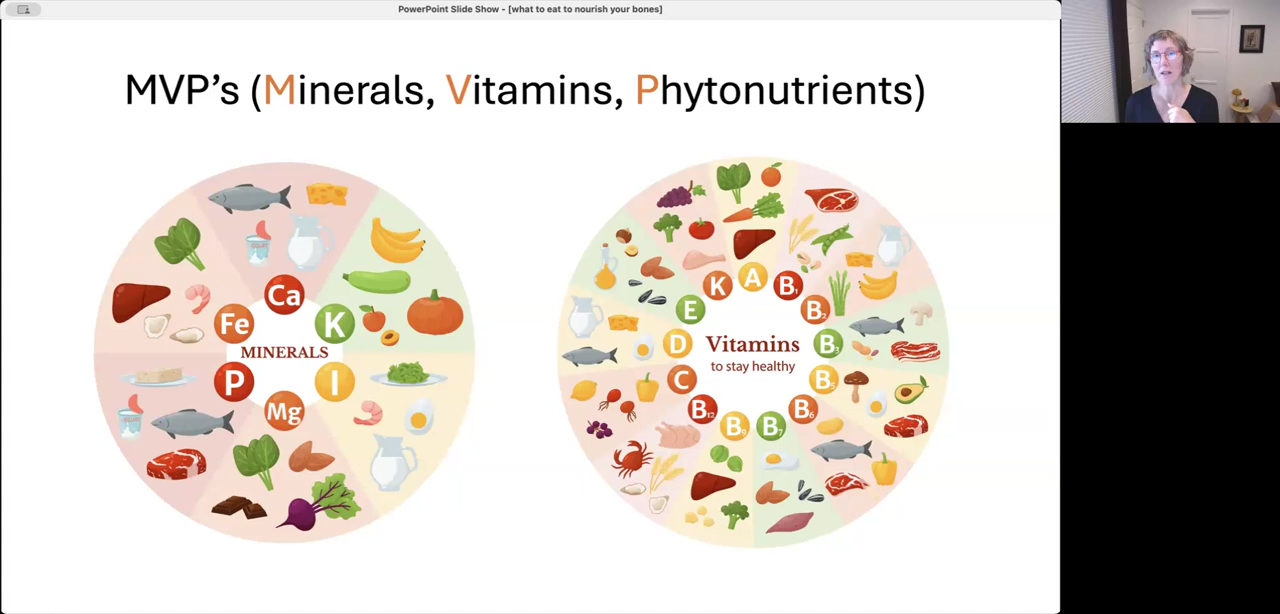 PowerPoint Slide Show - [what to eat to nourish your bones]
MVP's (Minerals, Vitamins, Phytonutrients)
Ca
K
I
Mg
P
Fe
MINERALS
A
B1
B2
B3
B5
B6
B7
B9
B12
C
D
E
K
Vitamins
to stay healthy